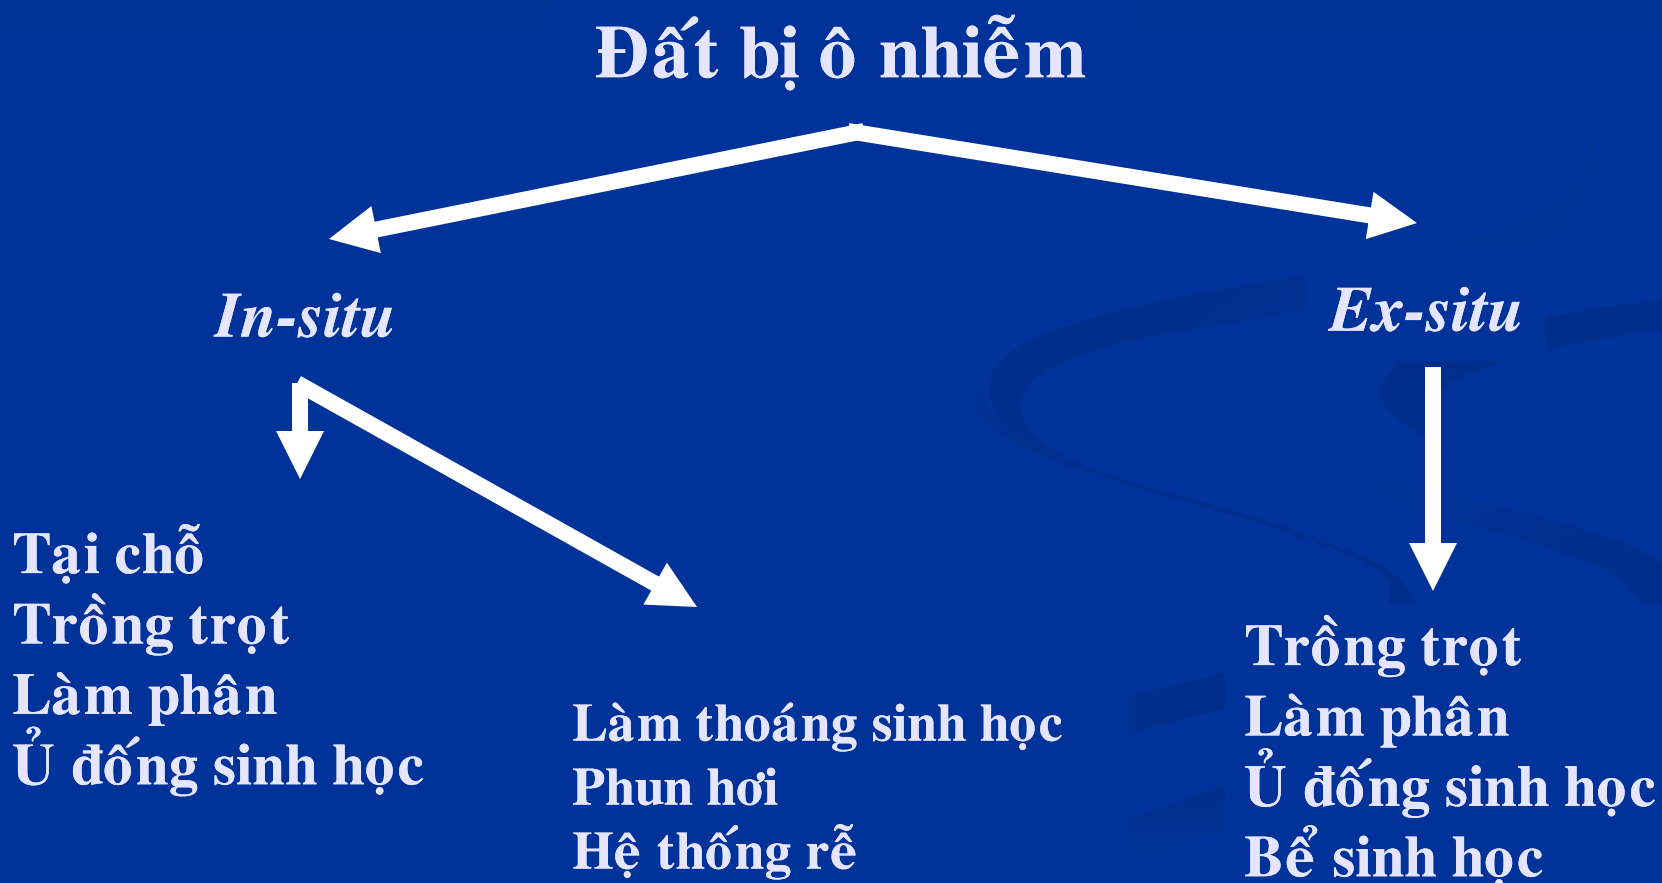 Đất bị ô nhiễm
In-situ
Ex-situ
Tại chỗ
Trồng trọt
Làm phân
Ủ đống sinh học
Làm thoáng sinh học
Phun hơi
Hệ thống rễ
Trồng trọt
Làm phân
Ủ đống sinh học
Bể sinh học